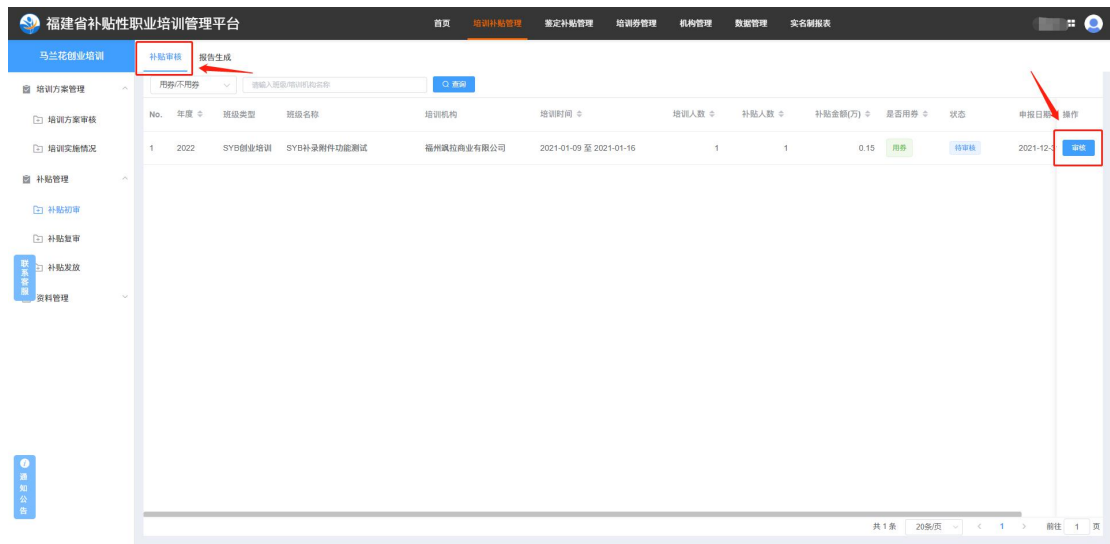 福建省补贴性职业培训管理平台
首页 培训补贴管理 鉴定补贴管理 培训券管理 机构管理 数据管理 实名制报表
马兰花创业培训
补贴审核 报告生成
培训方案管理
培训方案审核
培训实施情况
补贴管理
补贴初审
补贴复审
补贴发放
资料管理
联系客服
通知公告
用券/不用券 请输入班级/培训机构名称 查询
No. 年度 班级类型 班级名称 培训机构 培训时间 培训人数 补贴人数 补贴金额(万) 是否用券 状态 申报日期 操作
1 2022 SYB创业培训 SYB补录附件功能测试 福州飒拉商业有限公司 2021-01-09 至 2021-01-16 1 1 0.15 用券 待审核 2021-12-3 审核
共 1 条 20条/页 1 前往 1 页